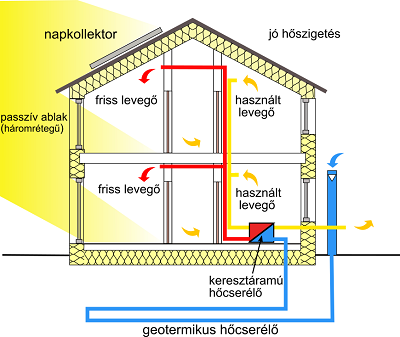 napkollektor
jó hőszigetés
passzív ablak
(háromrétegű)
friss levegő
használt
levegő
friss levegő
használt
levegő
keresztáramú
hőcserélő
geotermikus hőcserélő